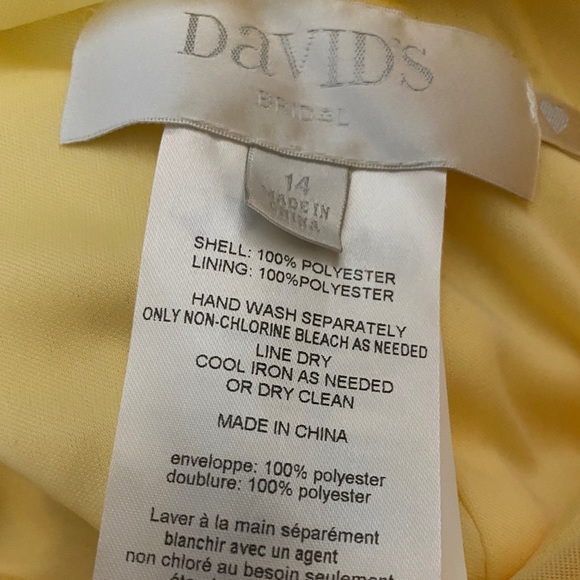 DaVID'S
BRIDaL
14
MADE IN
CHINA
SHELL: 100% POLYESTER
LINING: 100%POLYESTER
HAND WASH SEPARATELY
ONLY NON-CHLORINE BLEACH AS NEEDED
LINE DRY
COOL IRON AS NEEDED
OR DRY CLEAN
MADE IN CHINA
enveloppe: 100% polyester
doublure: 100% polyester
Laver à la main séparément
blanchir avec un agent
non chloré au besoin seulement